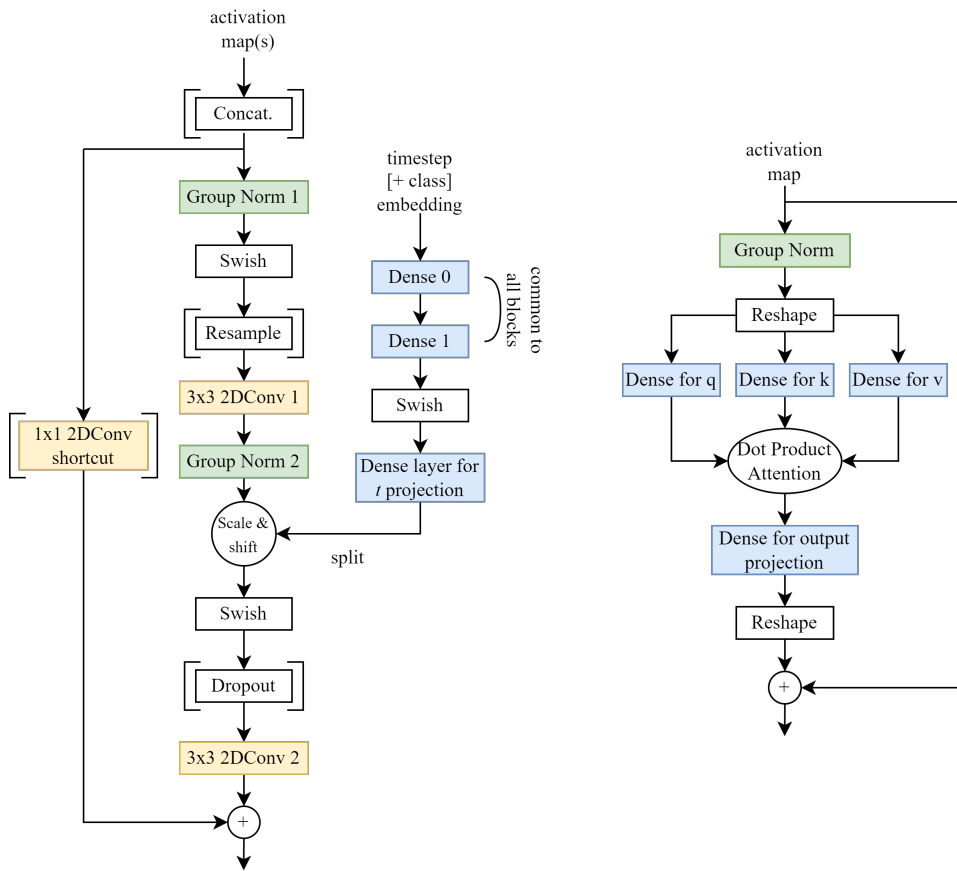 activation
map(s)
Concat.
Group Norm 1
Swish
Resample
3x3 2DConv 1
1x1 2DConv
shortcut
Group Norm 2
Scale &
shift
Swish
Dropout
3x3 2DConv 2
+
timestep
[+ class]
embedding
Dense 0
Dense 1
common to
all blocks
Swish
Dense layer for
t projection
split
activation
map
Group Norm
Reshape
Dense for q
Dense for k
Dense for v
Dot Product
Attention
Dense for output
projection
Reshape
+